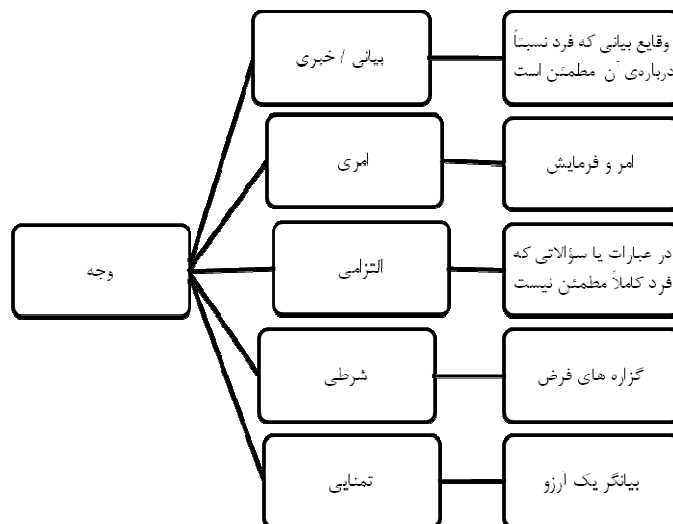 وجه
بیانی / خبری
وقایع بیانی که فرد نسبتاً
درباره‌ی آن مطمئن است
امری
امر و فرمایش
التزامی
در عبارات یا سؤالاتی که
فرد کاملاً مطمئن نیست
شرطی
گزاره های فرض
تمنایی
بیانگر یک آرزو